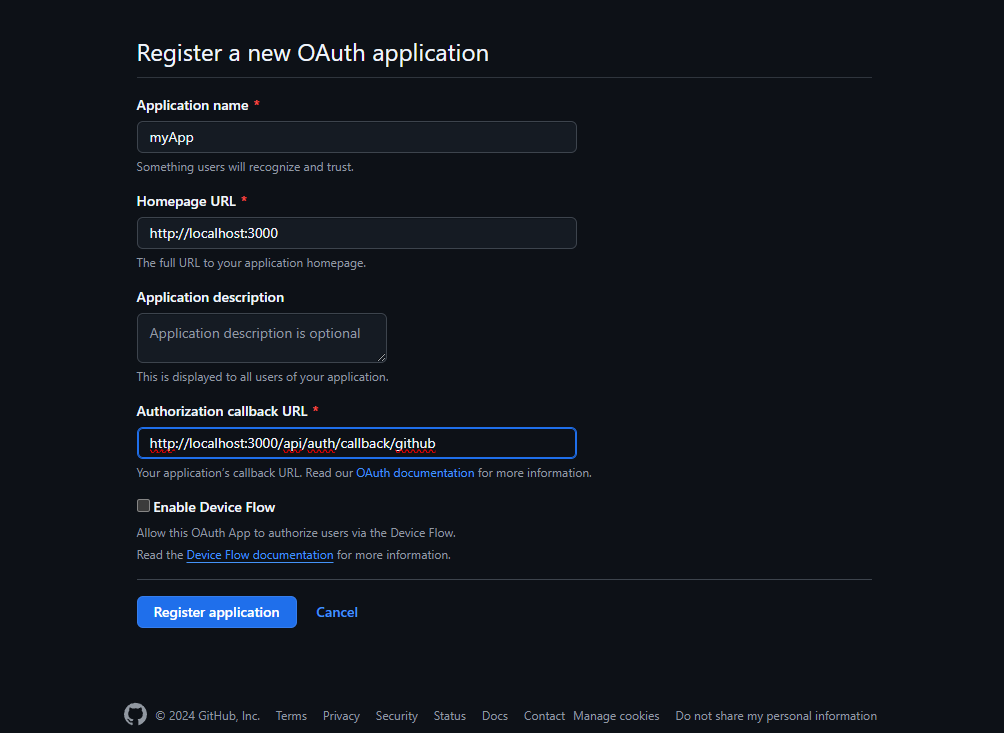 Register a new OAuth application
Application name *
myApp
Something users will recognize and trust.
Homepage URL *
http://localhost:3000
The full URL to your application homepage.
Application description
Application description is optional
This is displayed to all users of your application.
Authorization callback URL *
http://localhost:3000/api/auth/callback/github
Your application's callback URL. Read our OAuth documentation for more information.
Enable Device Flow
Allow this OAuth App to authorize users via the Device Flow.
Read the Device Flow documentation for more information.
Register application Cancel
© 2024 GitHub, Inc. Terms Privacy Security Status Docs Contact Manage cookies Do not share my personal information